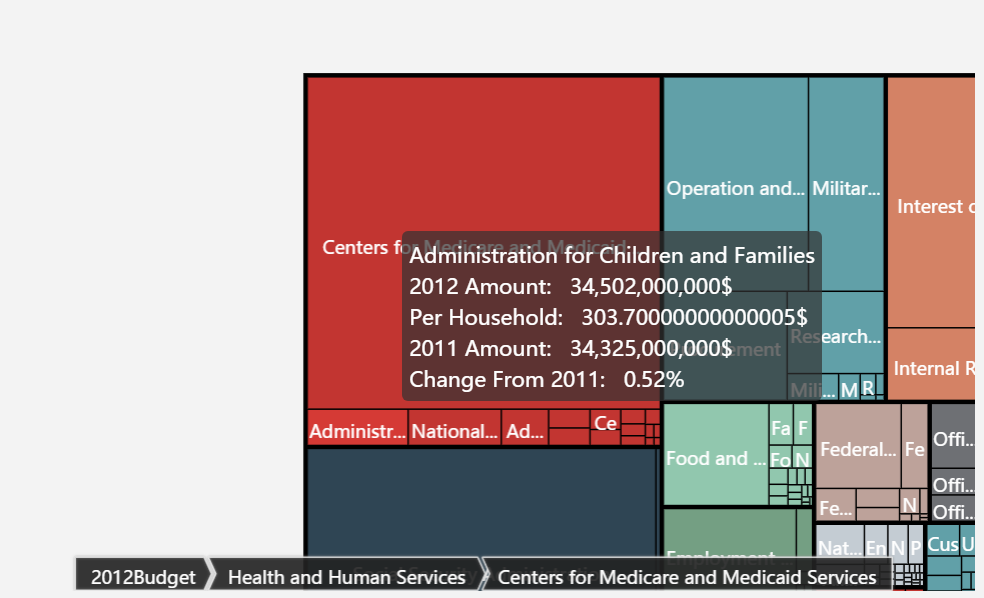 Operation and...
Militar...
Interest o
Centers for Medicare and Medicaid
Administration for Children and Families
2012 Amount: 34,502,000,000$
Per Household: 303.70000000000005$
2011 Amount: 34,325,000,000$
Change From 2011: 0.52%
Research...
Internal R
Mili...
M
R
Administr...
National...
Ad...
Ce
Food and ...
Fa
F
Fo
N
Federal...
Fe
Offi...
Offi...
Fe...
N
Offi...
Employment ...
Nat...
En
N
P
Cus
U
2012Budget
Health and Human Services
Centers for Medicare and Medicaid Services